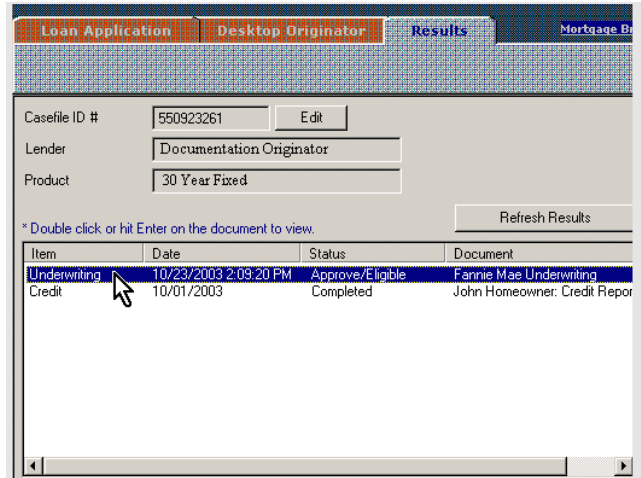 Loan Application Desktop Originator Results Mortgage
Casefile ID # 550923261 Edit
Lender Documentation Originator
Product 30 Year Fixed
Refresh Results
* Double click or hit Enter on the document to view.
Item Date Status Document
Underwriting 10/23/2003 2:09:20 PM Approve/Eligible Fannie Mae Underwriting
Credit 10/01/2003 Completed John Homeowner: Credit Repor